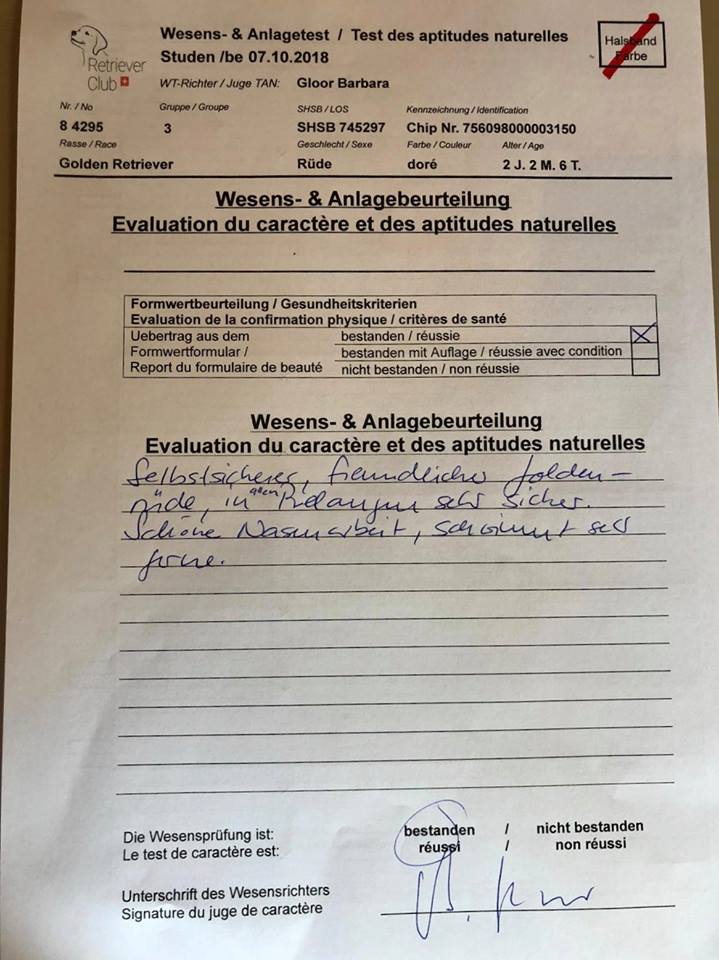 Retriever
Club
Wesens- & Anlagetest / Test des aptitudes naturelles
Studen /be 07.10.2018
WT-Richter / Juge TAN: Gloor Barbara
Halsband
Farbe
Nr. / No Gruppe / Groupe SHSB / LOS Kennzeichnung / Identification
8 4295 3 SHSB 745297 Chip Nr. 756098000003150
Rasse / Race Geschlecht / Sexe Farbe / Couleur Alter / Age
Golden Retriever Rüde doré 2 J. 2 M. 6 T.
Wesens- & Anlagebeurteilung
Evaluation du caractère et des aptitudes naturelles
Formwertbeurteilung / Gesundheitskriterien
Evaluation de la confirmation physique / critères de santé
Uebertrag aus dem bestanden / réussie
Formwertformular / bestanden mit Auflage / réussie avec condition
Report du formulaire de beauté nicht bestanden / non réussie
Wesens- & Anlagebeurteilung
Evaluation du caractère et des aptitudes naturelles
Selbstsicherer, freundlicher Golden-
rüde, in allen Belangen sehr sicher.
Schöne Nasenarbeit, schwimmt sehr
gerne.
Die Wesensprüfung ist: bestanden / nicht bestanden
Le test de caractère est: réussi / non réussi
Unterschrift des Wesensrichters
Signature du juge de caractère